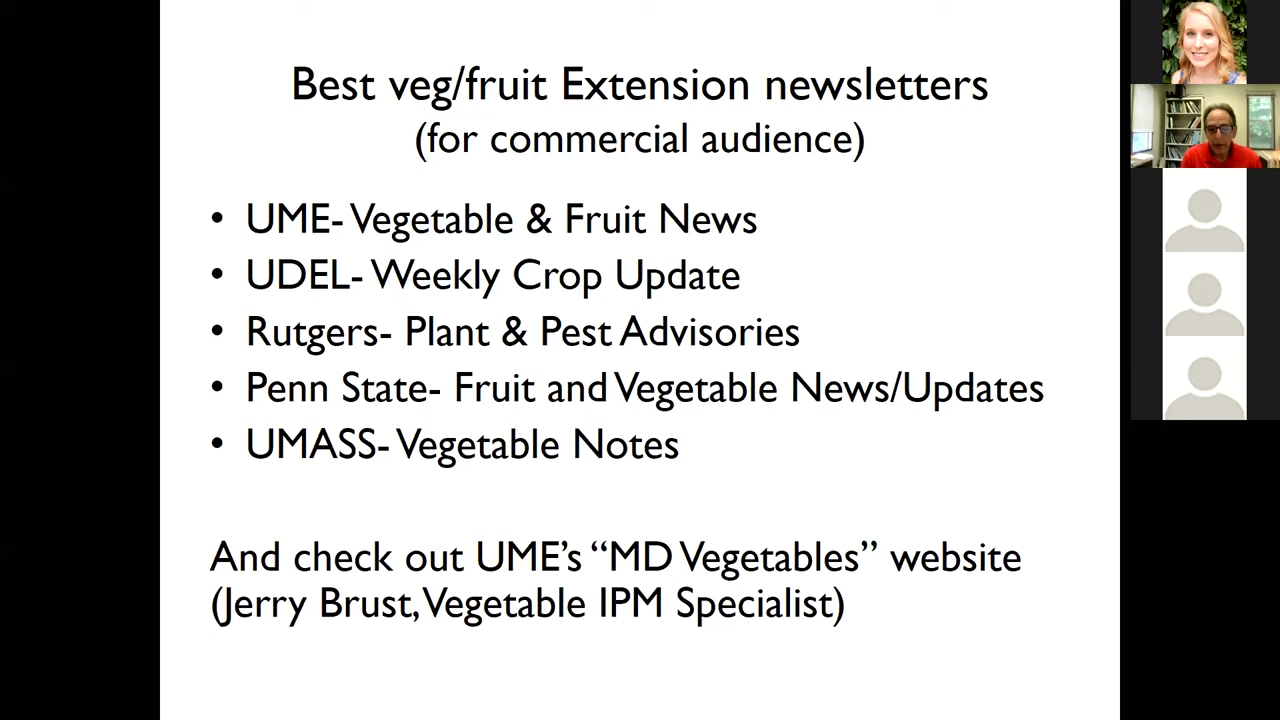 Best veg/fruit Extension newsletters
(for commercial audience)
• UME- Vegetable & Fruit News
• UDEL- Weekly Crop Update
• Rutgers- Plant & Pest Advisories
• Penn State- Fruit and Vegetable News/Updates
• UMASS- Vegetable Notes
And check out UME's “MD Vegetables” website
(Jerry Brust, Vegetable IPM Specialist)